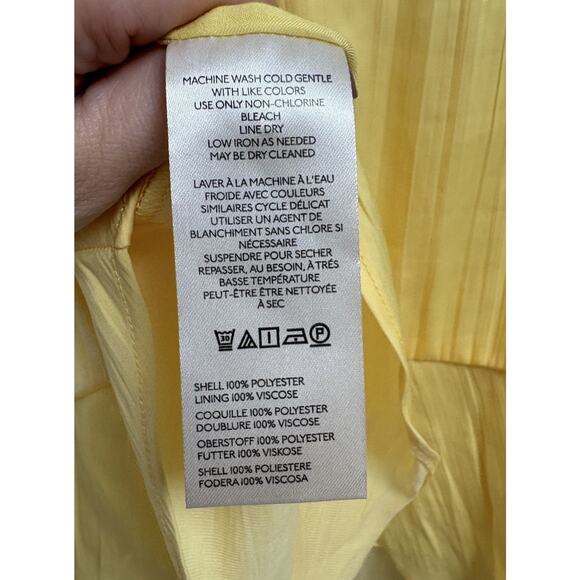 MACHINE WASH COLD GENTLE
WITH LIKE COLORS
USE ONLY NON-CHLORINE
BLEACH
LINE DRY
LOW IRON AS NEEDED
MAY BE DRY CLEANED
LAVER À LA MACHINE À L'EAU
FROIDE AVEC COULEURS
SIMILAIRES CYCLE DÉLICAT
UTILISER UN AGENT DE
BLANCHIMENT SANS CHLORE SI
NÉCESSAIRE
SUSPENDRE POUR SECHER
REPASSER, AU BESOIN, À TRÉS
BASSE TEMPÉRATURE
PEUT-ÊTRE ÊTRE NETTOYÉE
À SEC
30 P
SHELL 100% POLYESTER
LINING 100% VISCOSE
COQUILLE 100% POLYESTER
DOUBLURE 100% VISCOSE
OBERSTOFF 100% POLYESTER
FUTTER 100% VISKOSE
SHELL 100% POLIESTERE
FODERA 100% VISCOSA